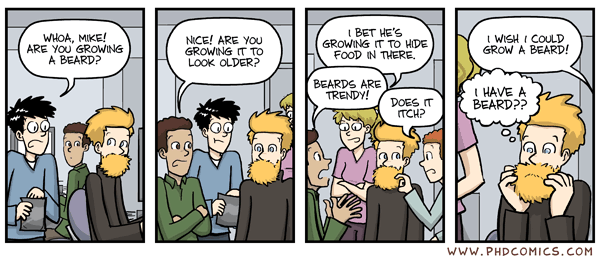 WHOA, MIKE!
ARE YOU GROWING
A BEARD?
NICE! ARE YOU
GROWING IT TO
LOOK OLDER?
I BET HE'S
GROWING IT TO HIDE
FOOD IN THERE.
BEARDS ARE
TRENDY!
DOES IT
ITCH?
I WISH I COULD
GROW A BEARD!
I HAVE A
BEARD??
WWW.PHDCOMICS.COM